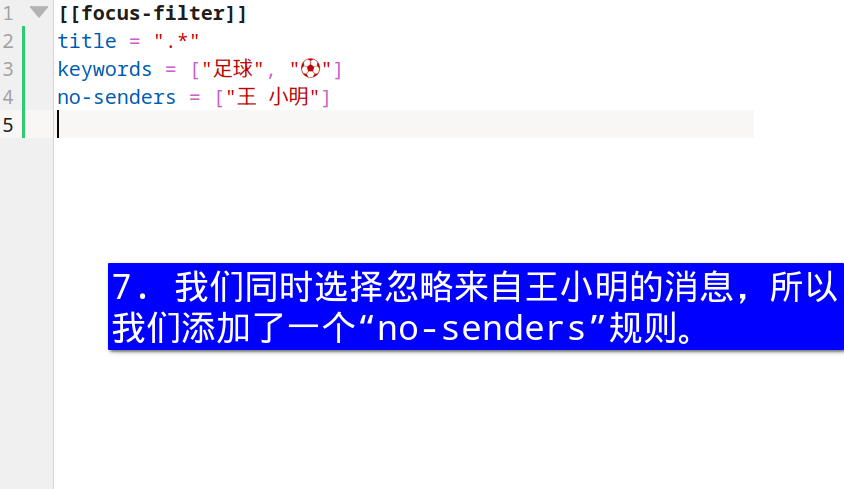 1 [[focus-filter]]
2 title = ".*"
3 keywords = ["足球", "⚽"]
4 no-senders = ["王 小明"]
5
7. 我们同时选择忽略来自王小明的消息，所以
我们添加了一个“no-senders”规则。